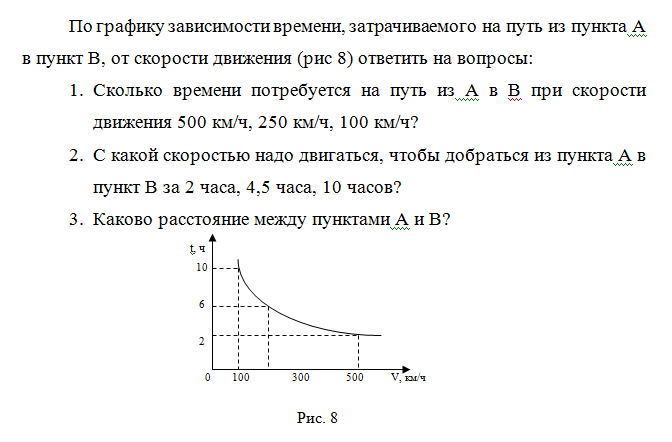 По графику зависимости времени, затрачиваемого на путь из пункта А
в пункт В, от скорости движения (рис 8) ответить на вопросы:
1. Сколько времени потребуется на путь из А в В при скорости
движения 500 км/ч, 250 км/ч, 100 км/ч?
2. С какой скоростью надо двигаться, чтобы добраться из пункта А в
пункт В за 2 часа, 4,5 часа, 10 часов?
3. Каково расстояние между пунктами А и В?
t, ч
10
6
2
0 100 300 500 V, км/ч
Рис. 8